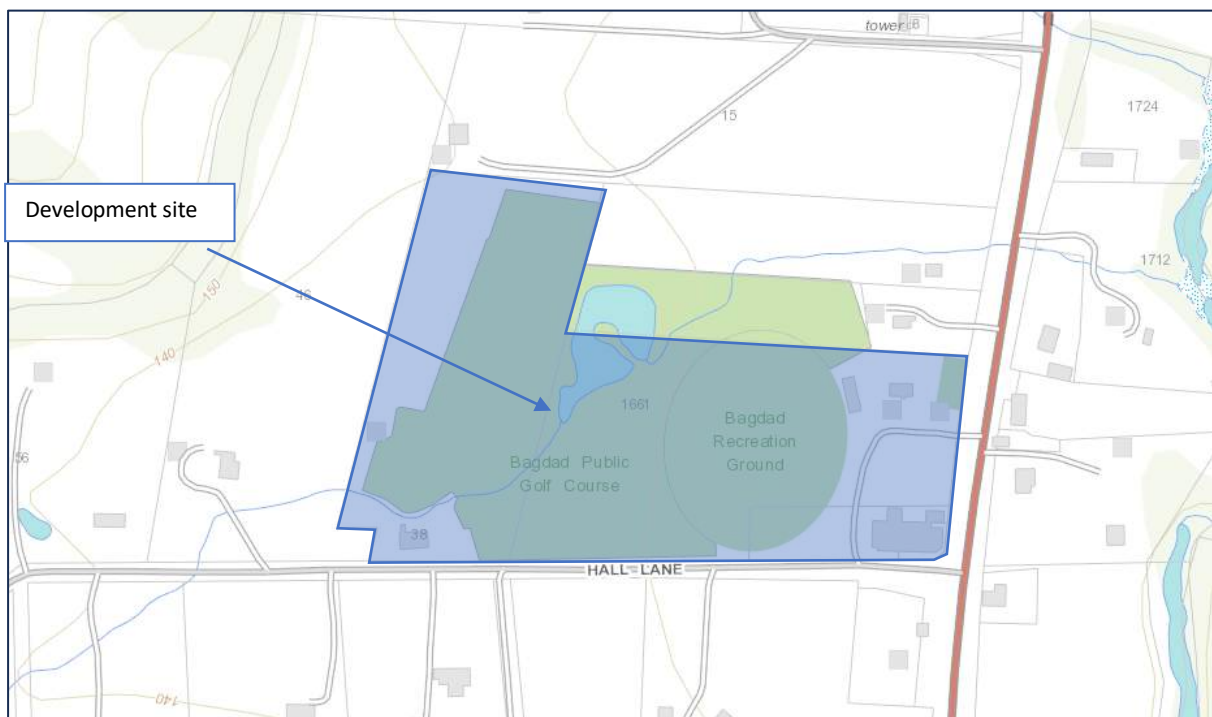 tower
8
1724
15
Development site
1712
150
46
140
1661
Bagdad
Recreation
Ground
Bagdad Public
Golf Course
56
38
HALL LANE
140